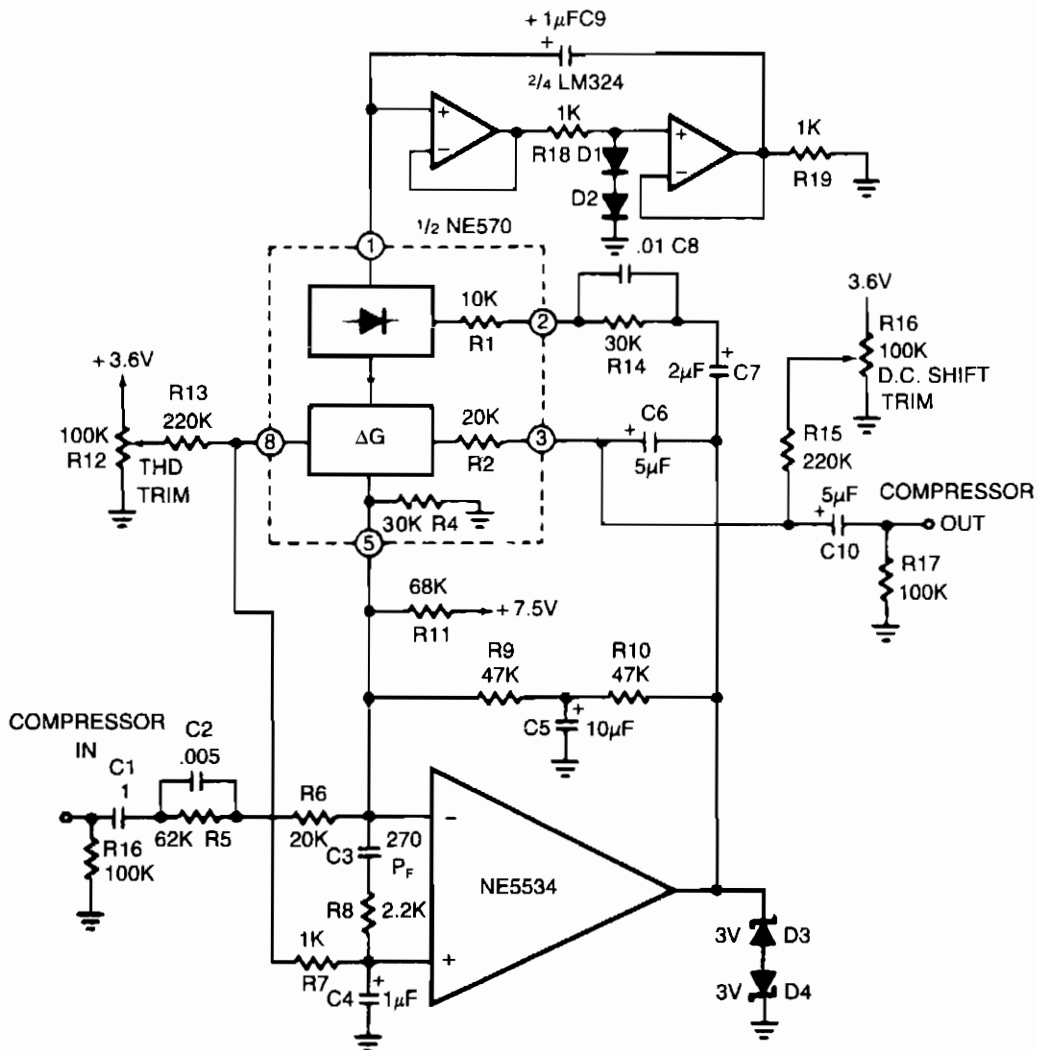 + 1µFC9
+
2/4 LM324
+
−
1K
R18 D1
D2
+
−
1K
R19
1/2 NE570
1
.01 C8
10K
R1
2
30K
R14
+
2µF C7
3.6V
R16
100K
D.C. SHIFT
TRIM
+ 3.6V
R13
220K
100K
R12
THD
TRIM
8
ΔG
20K
R2
3
C6
+
5µF
R15
220K
30K R4
5
5µF
+
C10
COMPRESSOR
OUT
R17
100K
68K
R11
+ 7.5V
R9
47K
R10
47K
C5
+
10µF
COMPRESSOR
IN
C1
1
C2
.005
62K R5
R16
100K
R6
20K
C3
270
PF
−
NE5534
R8
2.2K
1K
R7
+
C4
+
1µF
3V D3
3V D4